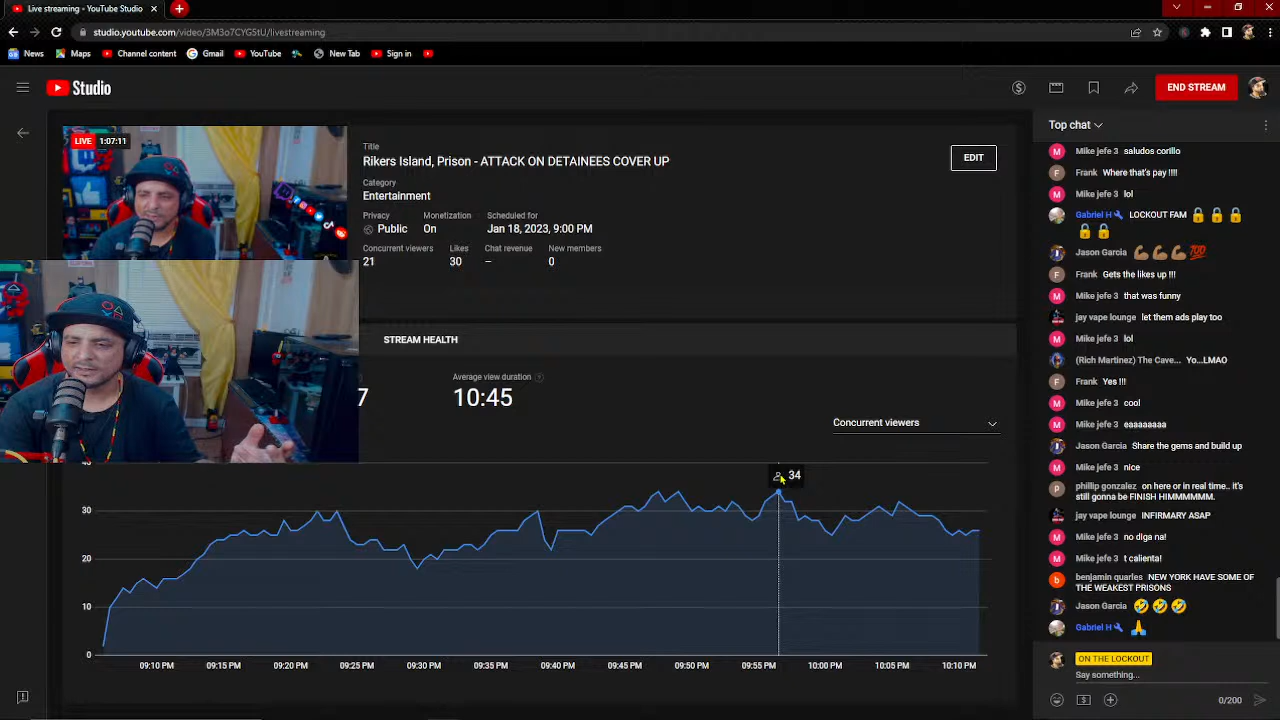 Live streaming - YouTube Studio
studio.youtube.com/video/3M3o7CYG5tU/livestreaming
News Maps Channel content Gmail YouTube New Tab Sign in
Studio
END STREAM
LIVE 1:07:11
Title
Rikers Island, Prison - ATTACK ON DETAINEES COVER UP
EDIT
Category
Entertainment
Privacy Monetization Scheduled for
Public On Jan 18, 2023, 9:00 PM
Concurrent viewers Likes Chat revenue New members
21 30 – 0
STREAM HEALTH
Average view duration
7 10:45
Concurrent viewers
34
30
20
10
0
09:10 PM 09:15 PM 09:20 PM 09:25 PM 09:30 PM 09:35 PM 09:40 PM 09:45 PM 09:50 PM 09:55 PM 10:00 PM 10:05 PM 10:10 PM
Top chat
M Mike jefe 3 saludos corillo
F Frank Where that's pay !!!!
M Mike jefe 3 lol
Gabriel H 🔧 LOCKOUT FAM 🔒 🔒 🔒
🔒 🔒
Jason Garcia 💪🏾 💪🏾 💪🏾 💯
F Frank Gets the likes up !!!
M Mike jefe 3 that was funny
jay vape lounge let them ads play too
M Mike jefe 3 lol
(Rich Martinez) The Cave... Yo...LMAO
F Frank Yes !!!
M Mike jefe 3 cool
M Mike jefe 3 eaaaaaaaa
Jason Garcia Share the gems and build up
M Mike jefe 3 nice
P phillip gonzalez on here or in real time.. it's
still gonna be FINISH HIMMMMMM.
jay vape lounge INFIRMARY ASAP
M Mike jefe 3 no diga na!
M Mike jefe 3 t calienta!
b benjamin quarles NEW YORK HAVE SOME OF
THE WEAKEST PRISONS
Jason Garcia 🤣 🤣 🤣
Gabriel H 🔧 🙏
ON THE LOCKOUT
Say something...
0/200